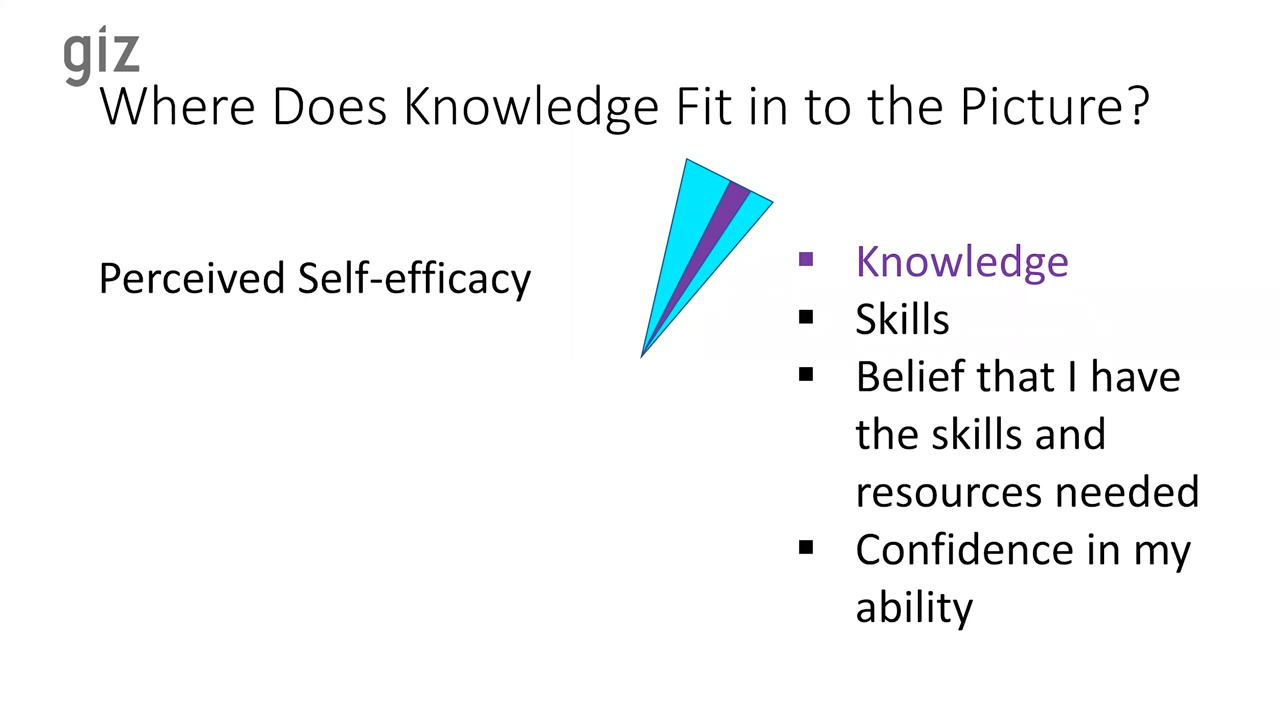 giz
Where Does Knowledge Fit in to the Picture?
Perceived Self-efficacy
▪ Knowledge
▪ Skills
▪ Belief that I have
the skills and
resources needed
▪ Confidence in my
ability